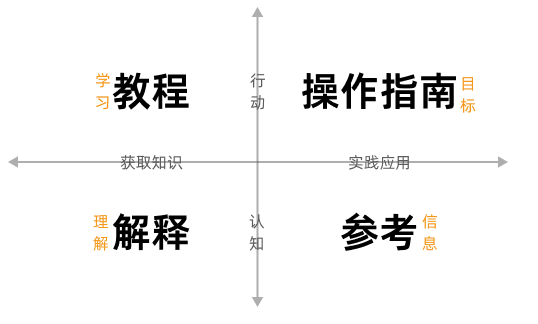 学习
教程
行动
操作指南
目标
获取知识
实践应用
理解
解释
认知
参考
信息